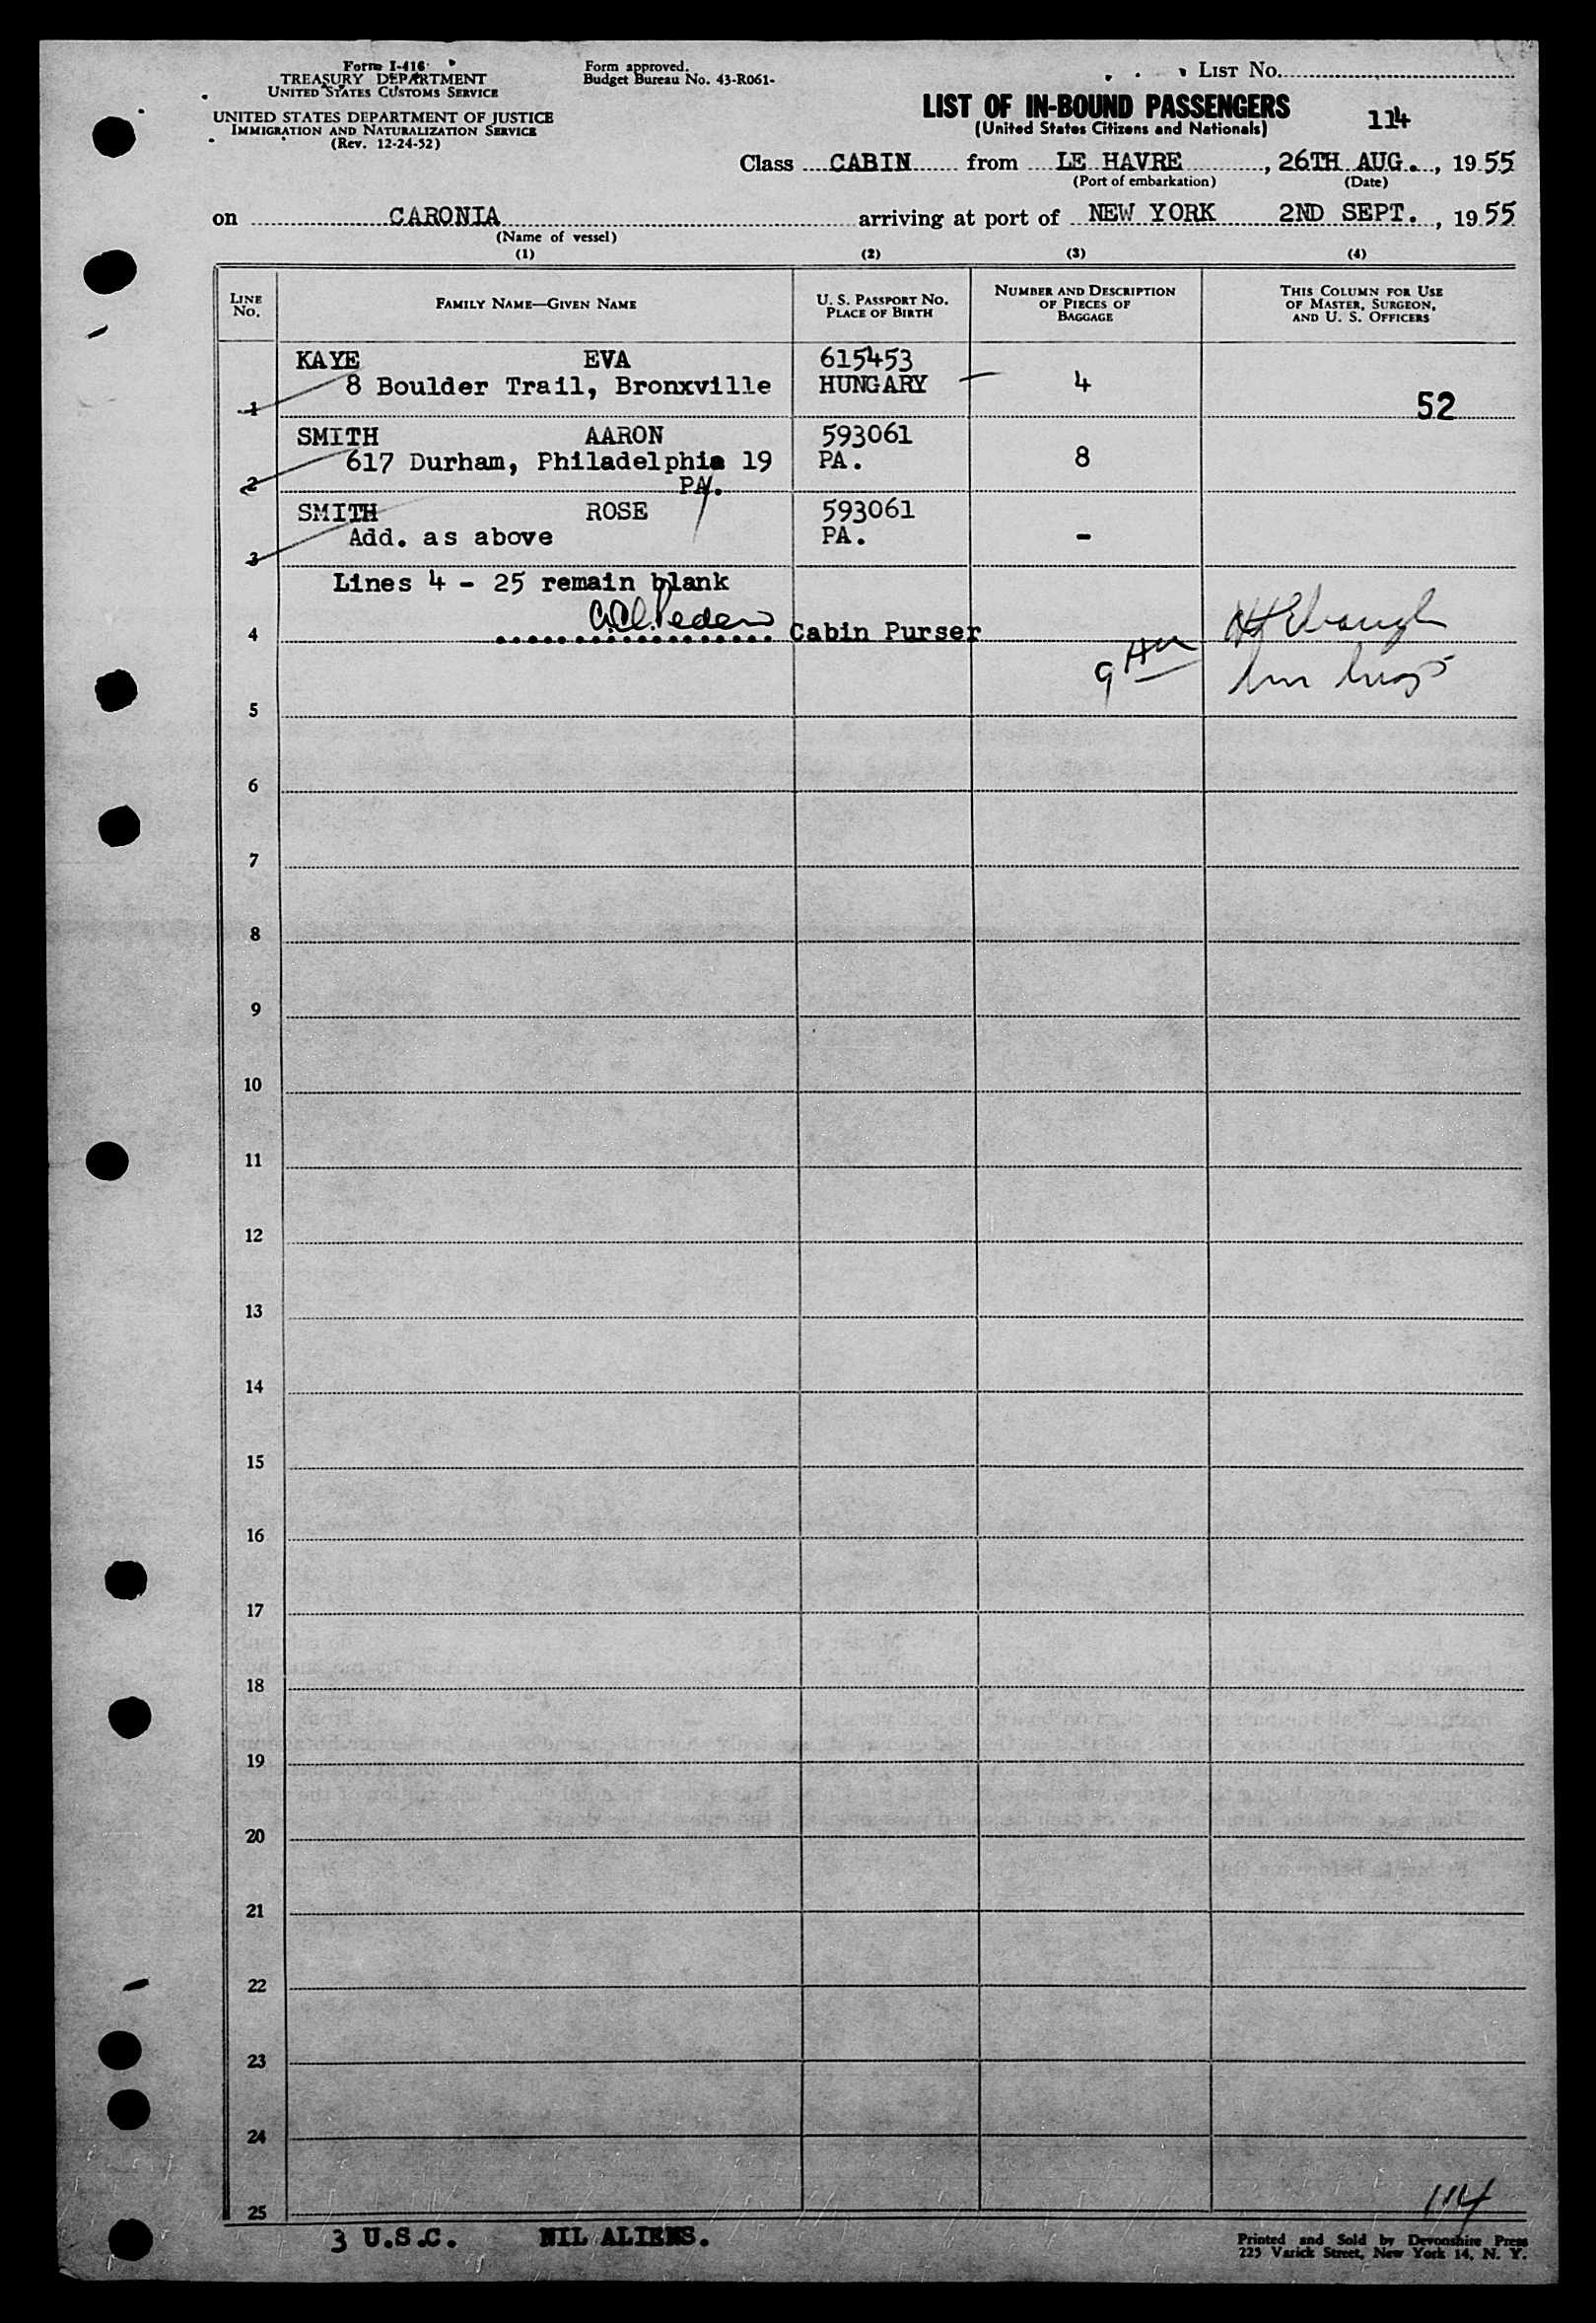 Form I-416
TREASURY DEPARTMENT
UNITED STATES CUSTOMS SERVICE
UNITED STATES DEPARTMENT OF JUSTICE
IMMIGRATION AND NATURALIZATION SERVICE
(Rev. 12-24-52)
Form approved.
Budget Bureau No. 43-R061-
LIST NO.
LIST OF IN-BOUND PASSENGERS
(United States Citizens and Nationals)
114
Class CABIN from LE HAVRE, 26TH AUG., 1955
(Port of embarkation) (Date)
on CARONIA arriving at port of NEW YORK 2ND SEPT., 1955
(Name of vessel)
(1) (2) (3) (4)
LINE NO. FAMILY NAME—GIVEN NAME U. S. PASSPORT NO. PLACE OF BIRTH NUMBER AND DESCRIPTION OF PIECES OF BAGGAGE THIS COLUMN FOR USE OF MASTER, SURGEON, AND U. S. OFFICERS
KAYE EVA 615453
8 Boulder Trail, Bronxville HUNGARY — 4
1 52
SMITH AARON 593061
617 Durham, Philadelphia 19 PA. 8
2 PA.
SMITH ROSE 593061
Add. as above PA. -
3
Lines 4 - 25 remain blank
4 Cabin Purser
5
6
7
8
9
10
11
12
13
14
15
16
17
18
19
20
21
22
23
24
25
114
3 U.S.C. NIL ALIENS.
Printed and Sold by Devonshire Press
225 Varick Street, New York 14, N. Y.